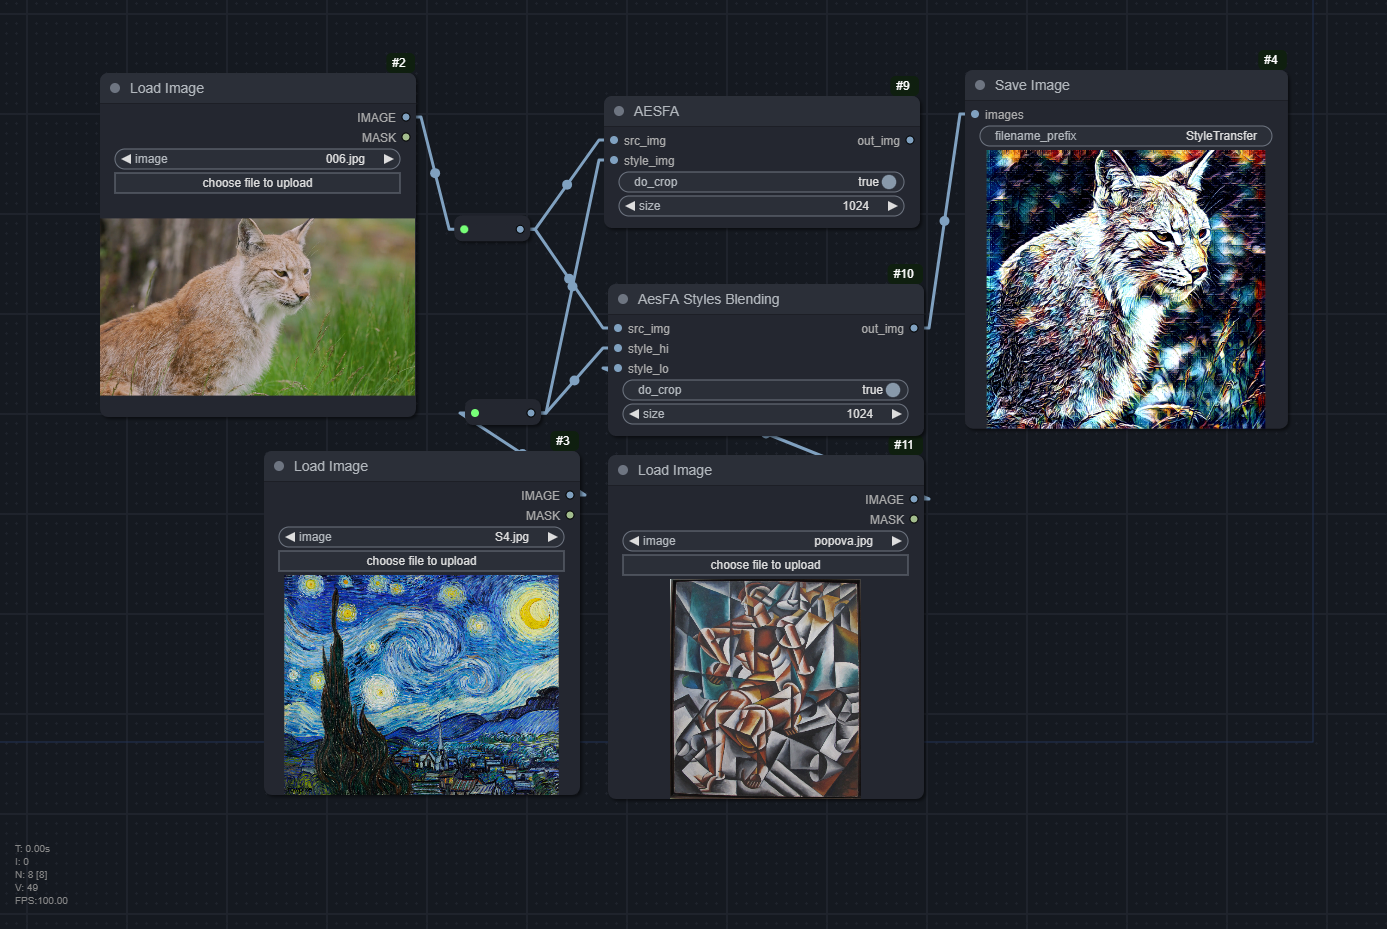 #2
Load Image
IMAGE
MASK
image 006.jpg
choose file to upload
#9
AESFA
src_img out_img
style_img
do_crop true
size 1024
#10
AesFA Styles Blending
src_img out_img
style_hi
style_lo
do_crop true
size 1024
#4
Save Image
images
filename_prefix StyleTransfer
#3
Load Image
IMAGE
MASK
image S4.jpg
choose file to upload
#11
Load Image
IMAGE
MASK
image popova.jpg
choose file to upload
T: 0.00s
I: 0
N: 8 [8]
V: 49
FPS:100.00